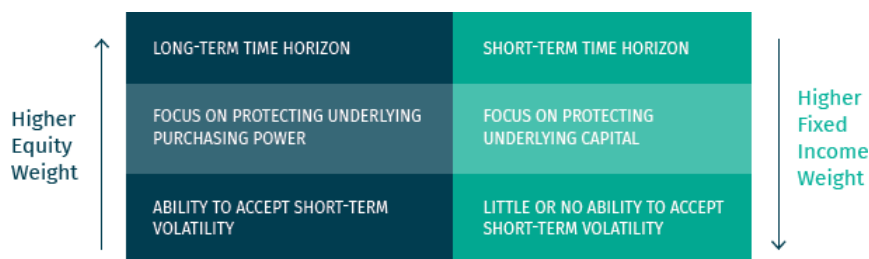 Higher
Equity
Weight
LONG-TERM TIME HORIZON
SHORT-TERM TIME HORIZON
FOCUS ON PROTECTING UNDERLYING
PURCHASING POWER
FOCUS ON PROTECTING
UNDERLYING CAPITAL
ABILITY TO ACCEPT SHORT-TERM
VOLATILITY
LITTLE OR NO ABILITY TO ACCEPT
SHORT-TERM VOLATILITY
Higher
Fixed
Income
Weight